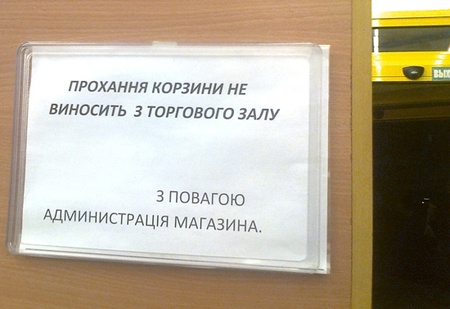 ПРОХАННЯ КОРЗИНИ НЕ
ВИНОСИТЬ З ТОРГОВОГО ЗАЛУ
З ПОВАГОЮ
АДМИНИСТРАЦІЯ МАГАЗИНА.